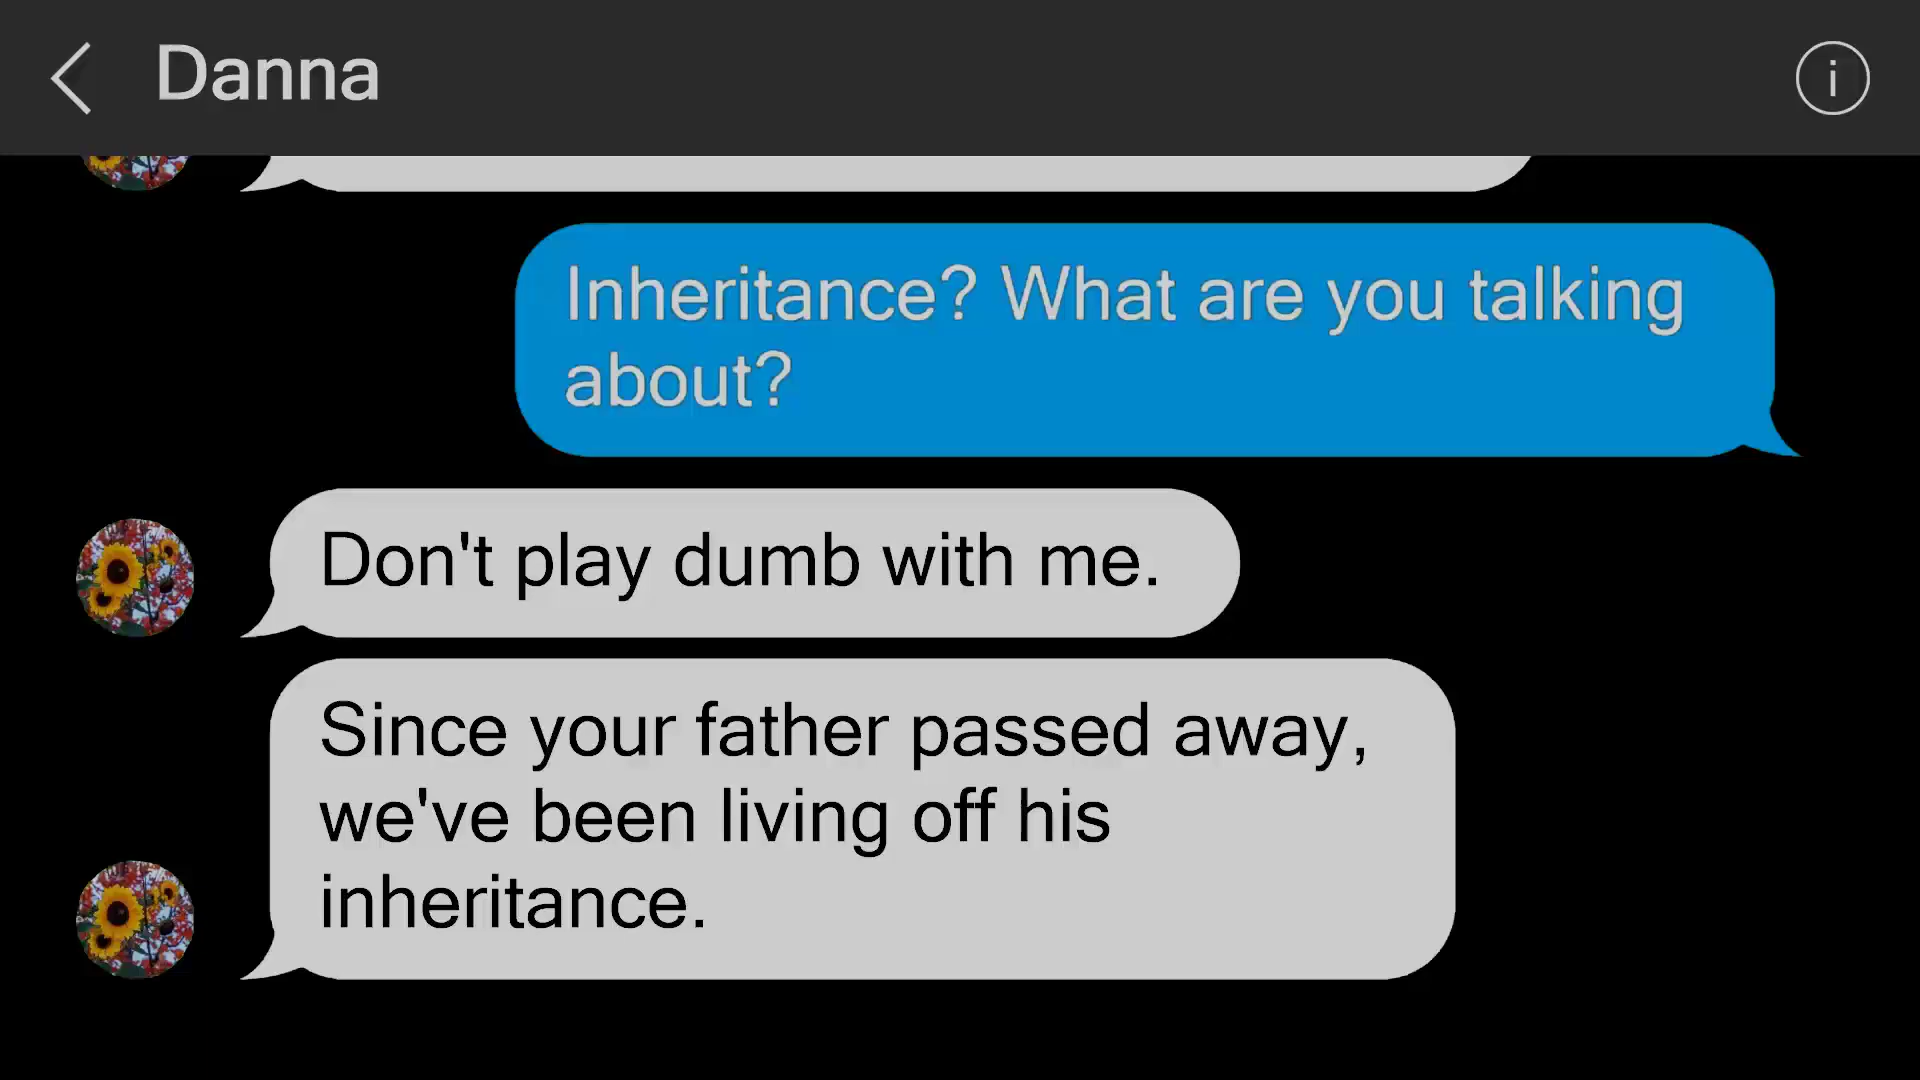 Danna
Inheritance? What are you talking
about?
Don't play dumb with me.
Since your father passed away,
we've been living off his
inheritance.